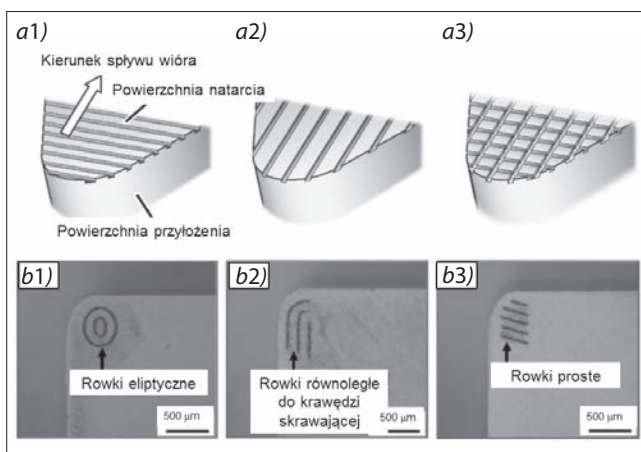 a1)
a2)
a3)
Kierunek spływu wióra
Powierzchnia natarcia
Powierzchnia przyłożenia
b1)
b2)
b3)
Rowki eliptyczne
Rowki równoległe
do krawędzi
skrawającej
Rowki proste
500 μm
500 μm
500 μm